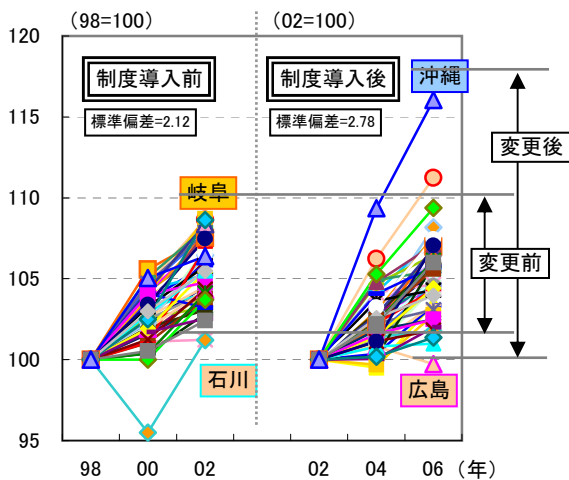 (98=100)
(02=100)
120
115
110
105
100
95
制度導入前
標準偏差=2.12
制度導入後
標準偏差=2.78
沖縄
岐阜
石川
広島
変更後
変更前
98
00
02
02
04
06
(年)